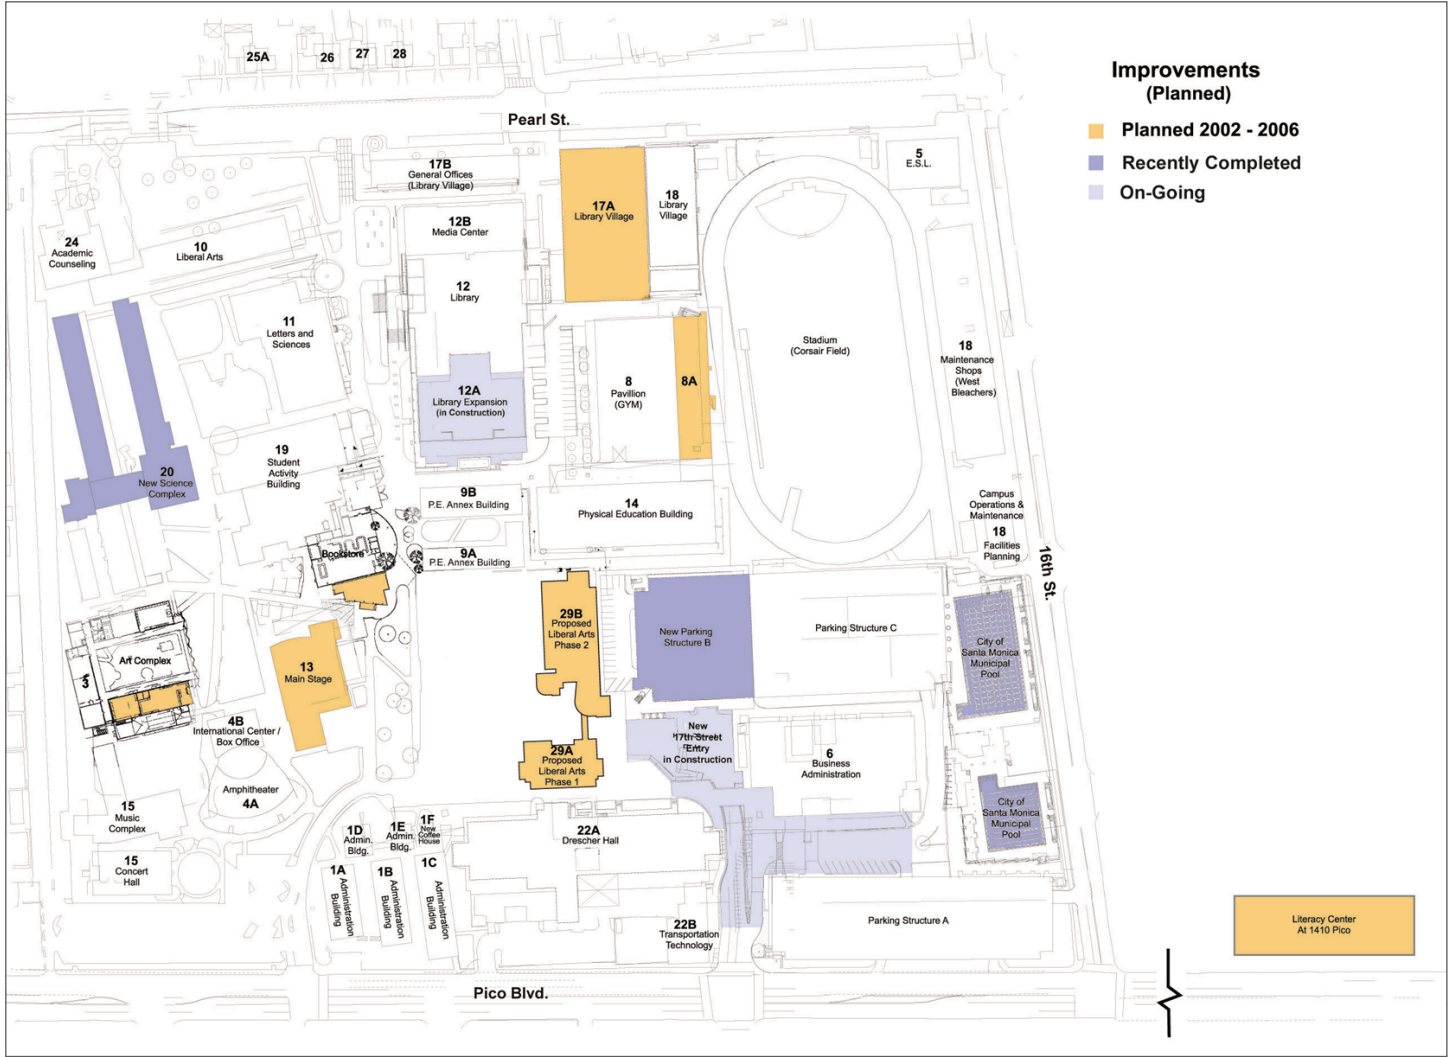 25A
26
27
28
Improvements
(Planned)
Planned 2002 - 2006
Recently Completed
On-Going
Pearl St.
17B
General Offices
(Library Village)
5
E.S.L.
17A
Library Village
18
Library
Village
12B
Media Center
24
Academic
Counseling
10
Liberal Arts
12
Library
11
Letters and
Sciences
Stadium
(Corsair Field)
18
Maintenance
Shops
(West
Bleachers)
8
Pavillion
(GYM)
8A
12A
Library Expansion
(in Construction)
19
Student
Activity
Building
20
New Science
Complex
9B
P.E. Annex Building
14
Physical Education Building
Campus
Operations &
Maintenance
18
Facilities
Planning
Bookstore
9A
P.E. Annex Building
16th St.
29B
Proposed
Liberal Arts
Phase 2
New Parking
Structure B
Parking Structure C
City of
Santa Monica
Municipal
Pool
Art Complex
3
13
Main Stage
4B
International Center /
Box Office
New
17th Street
Entry
in Construction
6
Business
Administration
29A
Proposed
Liberal Arts
Phase 1
Amphitheater
4A
15
Music
Complex
City of
Santa Monica
Municipal
Pool
1D
Admin.
Bldg.
1E
Admin.
Bldg.
1F
New
Coffee
House
22A
Drescher Hall
15
Concert
Hall
1A
Administration
Building
1B
Administration
Building
1C
Administration
Building
22B
Transportation
Technology
Parking Structure A
Literacy Center
At 1410 Pico
Pico Blvd.